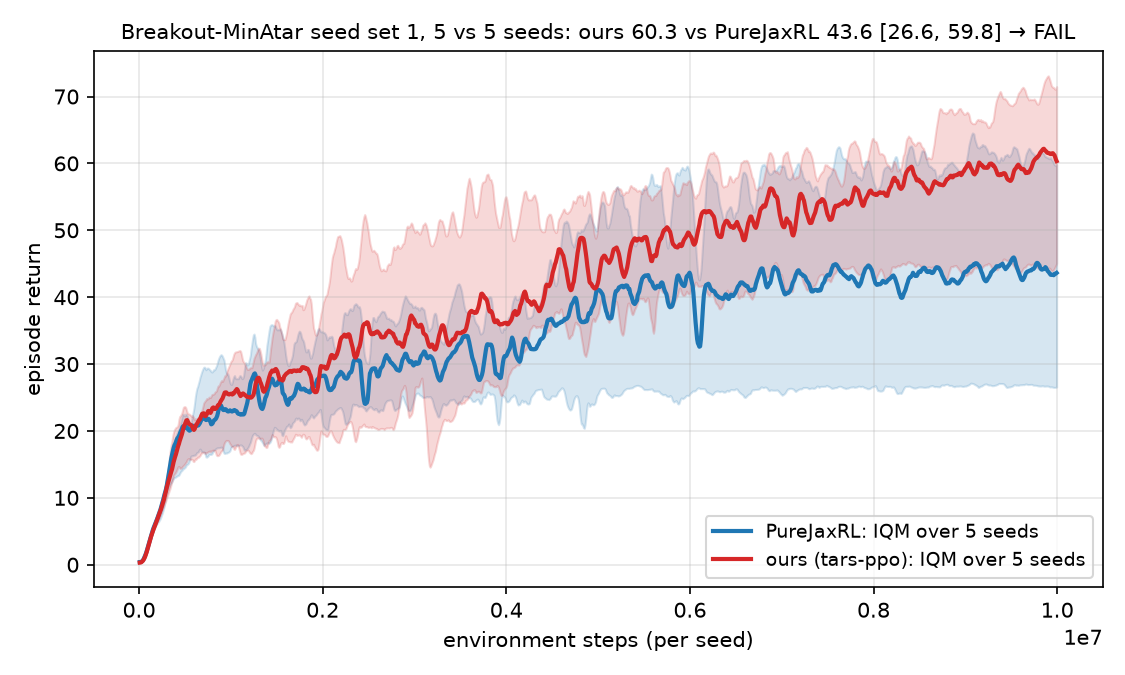 Breakout-MinAtar seed set 1, 5 vs 5 seeds: ours 60.3 vs PureJaxRL 43.6 [26.6, 59.8] → FAIL
70
60
50
40
30
20
10
0
episode return
PureJaxRL: IQM over 5 seeds
ours (tars-ppo): IQM over 5 seeds
0.0 0.2 0.4 0.6 0.8 1.0
1e7
environment steps (per seed)